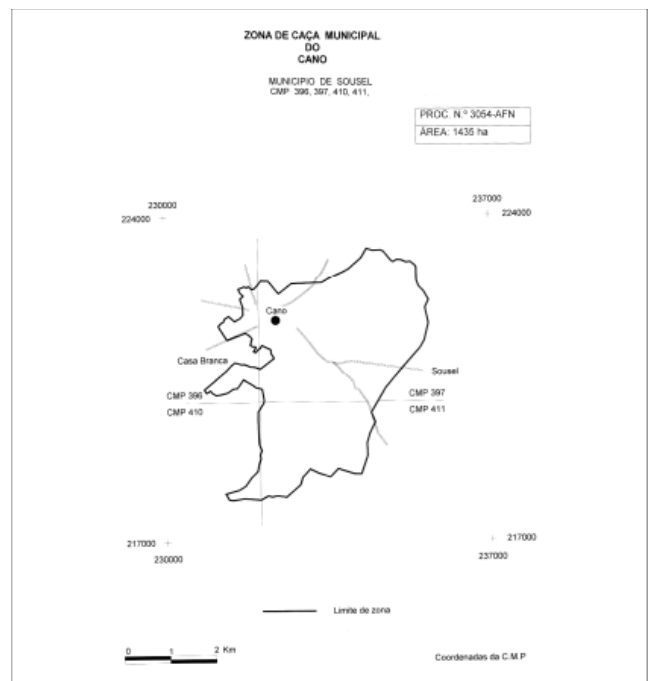 ZONA DE CAÇA MUNICIPAL
DO
CANO
MUNICIPIO DE SOUSEL
CMP 396, 397, 410, 411,
PROC. N.º 3054-AFN
ÁREA: 1435 ha
230000
224000
237000
224000
Cano
Casa Branca
Sousel
CMP 396
CMP 397
CMP 410
CMP 411
217000
230000
217000
237000
Limite de zona
0 1 2 Km
Coordenadas da C.M.P